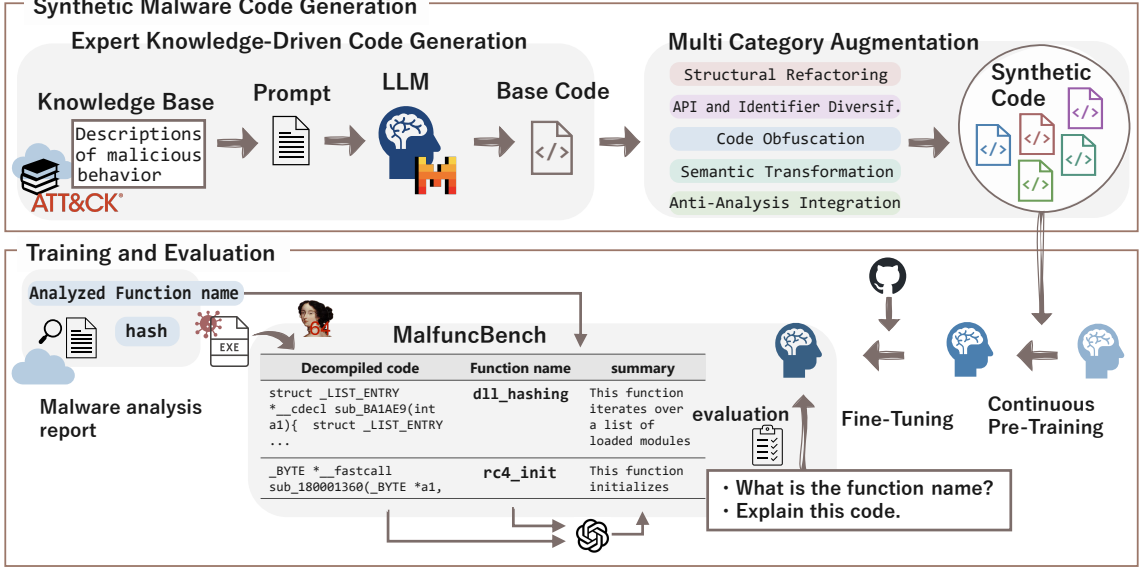 Synthetic Malware Code Generation
Expert Knowledge-Driven Code Generation
Knowledge Base
Descriptions
of malicious
behavior
ATT&CK®
Prompt
LLM
Base Code
</>
Multi Category Augmentation
Structural Refactoring
API and Identifier Diversif.
Code Obfuscation
Semantic Transformation
Anti-Analysis Integration
Synthetic
Code
</>
</>
</>
</>
</>
Training and Evaluation
Analyzed Function name
hash
EXE
64
Malware analysis
report
MalfuncBench
Decompiled code Function name summary
struct _LIST_ENTRY
*__cdecl sub_BA1AE9(int
a1){ struct _LIST_ENTRY
...
dll_hashing
This function
iterates over
a list of
loaded modules
_BYTE *__fastcall
sub_180001360(_BYTE *a1,
rc4_init
This function
initializes
evaluation
Fine-Tuning
Continuous
Pre-Training
・What is the function name?
・Explain this code.